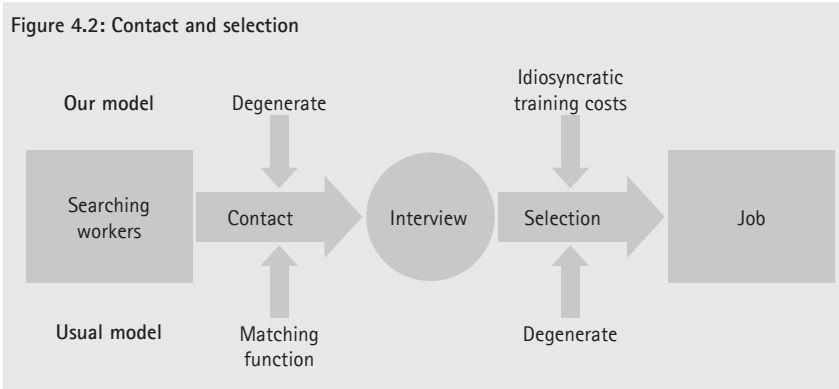 Figure 4.2: Contact and selection
Our model
Degenerate
Idiosyncratic
training costs
Searching
workers
Contact
Interview
Selection
Job
Usual model
Matching
function
Degenerate